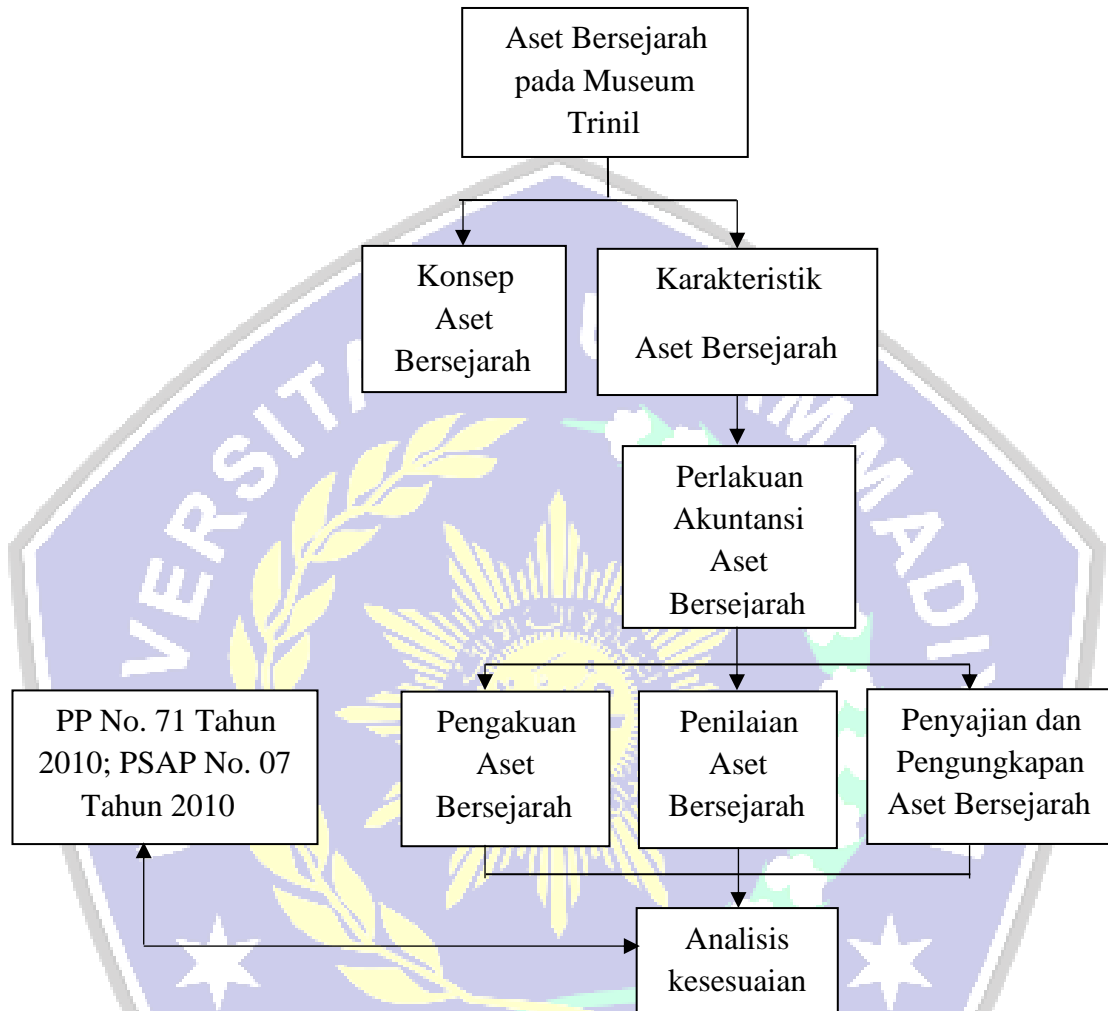 Aset Bersejarah
pada Museum
Trinil
Konsep
Aset
Bersejarah
Karakteristik
Aset Bersejarah
Perlakuan
Akuntansi
Aset
Bersejarah
PP No. 71 Tahun
2010; PSAP No. 07
Tahun 2010
Pengakuan
Aset
Bersejarah
Penilaian
Aset
Bersejarah
Penyajian dan
Pengungkapan
Aset Bersejarah
Analisis
kesesuaian